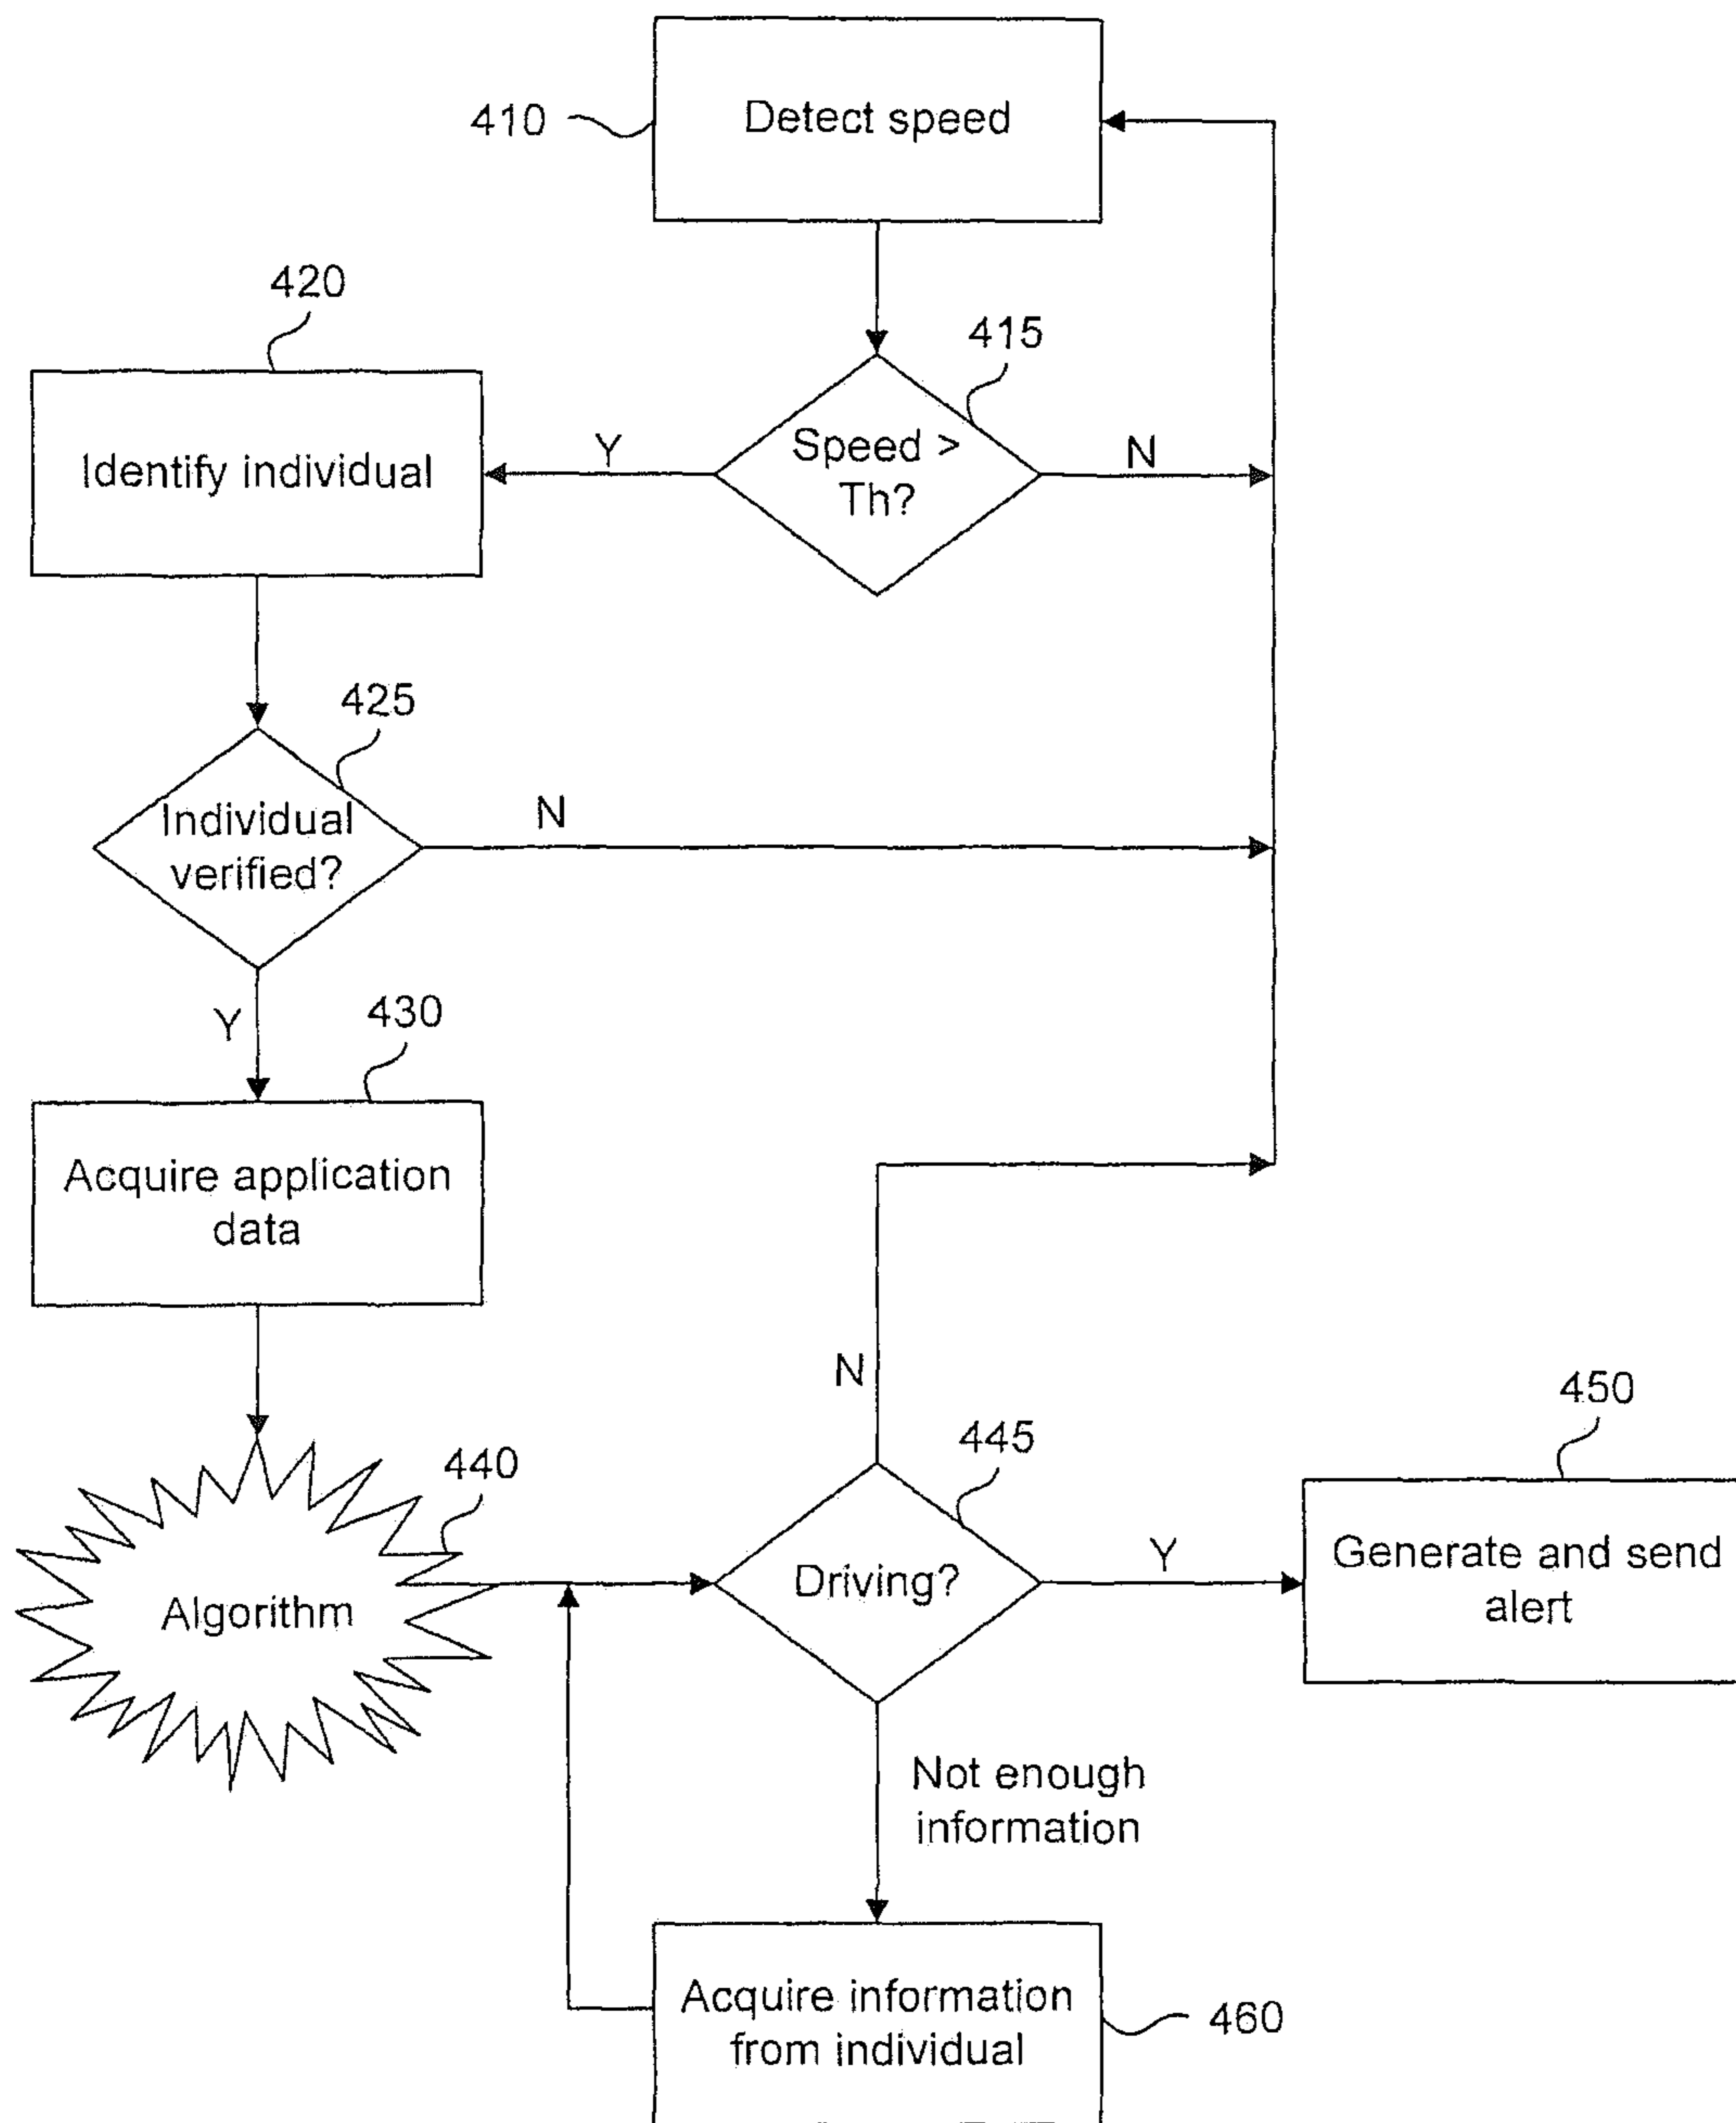 410
Detect speed
420
415
Identify individual
Y
Speed >
Th?
N
425
Individual
verified?
N
Y
430
Acquire application
data
N
450
445
440
Algorithm
Driving?
Y
Generate and send
alert
Not enough
information
Acquire information
from individual
460